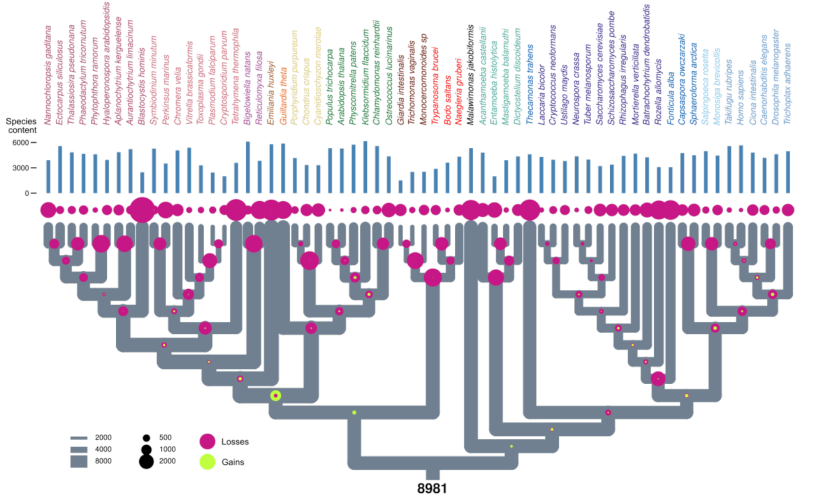 Nannochloropsis gaditana
Ectocarpus siliculosus
Thalassiosira pseudonana
Phaeodactylum tricornutum
Phytophthora ramorum
Hyaloperonospora arabidopsidis
Aplanochytrium kerguelense
Aurantiochytrium limacinum
Blastocystis hominis
Symbiodinium minutum
Perkinsus marinus
Chromera velia
Vitrella brassicaformis
Toxoplasma gondii
Plasmodium falciparum
Cryptosporidium parvum
Tetrahymena thermophila
Bigelowiella natans
Reticulomyxa filosa
Emiliania huxleyi
Guillardia theta
Porphyridium purpureum
Chondrus crispus
Cyanidioschyzon merolae
Populus trichocarpa
Arabidopsis thaliana
Physcomitrella patens
Klebsormidium flaccidum
Chlamydomonas reinhardtii
Ostreococcus lucimarinus
Giardia intestinalis
Trichomonas vaginalis
Monocercomonoides sp
Trypanosoma brucei
Bodo saltans
Naegleria gruberi
Malawimonas jakobiformis
Acanthamoeba castellanii
Entamoeba histolytica
Mastigamoeba balamuthi
Dictyostelium discoideum
Thecamonas trahens
Laccaria bicolor
Cryptococcus neoformans
Ustilago maydis
Neurospora crassa
Tuber melanosporum
Saccharomyces cerevisiae
Schizosaccharomyces pombe
Rhizophagus irregularis
Mortierella verticillata
Batrachochytrium dendrobatidis
Rozella allomycis
Fonticula alba
Capsaspora owczarzaki
Sphaeroforma arctica
Salpingoeca rosetta
Monosiga brevicollis
Takifugu rubripes
Homo sapiens
Ciona intestinalis
Caenorhabditis elegans
Drosophila melanogaster
Trichoplax adhaerens
Species
content
6000
3000
0
2000
4000
8000
500
1000
2000
Losses
Gains
8981